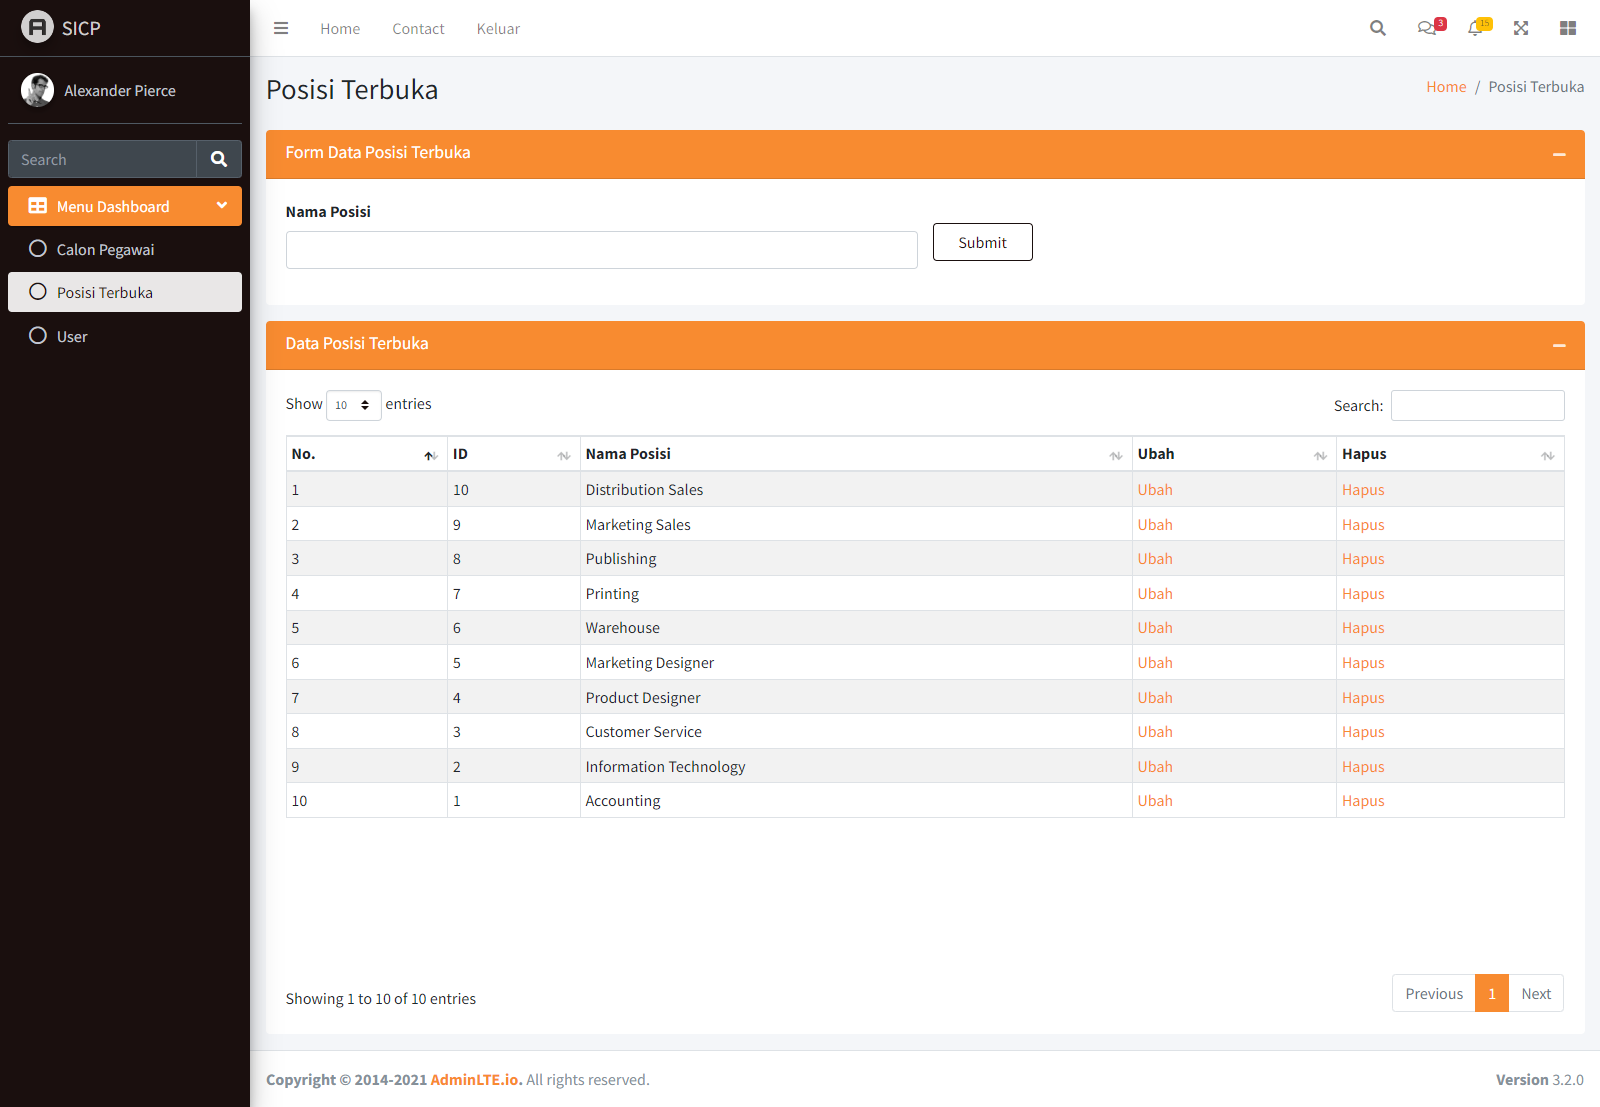 SICP
Home Contact Keluar
3
15
Alexander Pierce
Search
Menu Dashboard
Calon Pegawai
Posisi Terbuka
User
Posisi Terbuka
Home / Posisi Terbuka
Form Data Posisi Terbuka
Nama Posisi
Submit
Data Posisi Terbuka
Show 10 entries
Search:
No. ID Nama Posisi Ubah Hapus
1 10 Distribution Sales Ubah Hapus
2 9 Marketing Sales Ubah Hapus
3 8 Publishing Ubah Hapus
4 7 Printing Ubah Hapus
5 6 Warehouse Ubah Hapus
6 5 Marketing Designer Ubah Hapus
7 4 Product Designer Ubah Hapus
8 3 Customer Service Ubah Hapus
9 2 Information Technology Ubah Hapus
10 1 Accounting Ubah Hapus
Showing 1 to 10 of 10 entries
Previous 1 Next
Copyright © 2014-2021 AdminLTE.io. All rights reserved.
Version 3.2.0